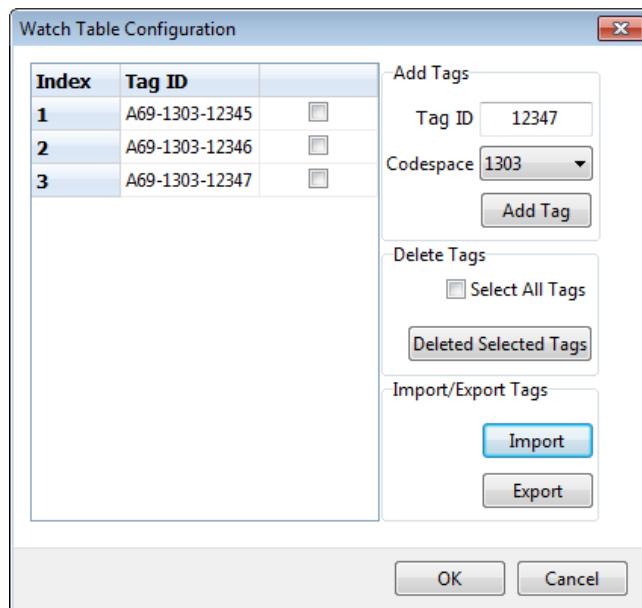 Watch Table Configuration
Index Tag ID
1 A69-1303-12345
2 A69-1303-12346
3 A69-1303-12347
Add Tags
Tag ID 12347
Codespace 1303
Add Tag
Delete Tags
Select All Tags
Deleted Selected Tags
Import/Export Tags
Import
Export
OK Cancel